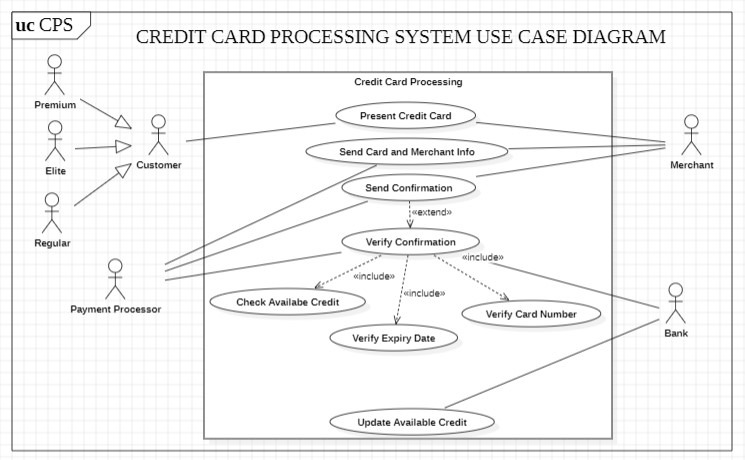 uc CPS
CREDIT CARD PROCESSING SYSTEM USE CASE DIAGRAM
Credit Card Processing
Premium
Present Credit Card
Customer
Merchant
Elite
Send Card and Merchant Info
Send Confirmation
Regular
«extend»
Verify Confirmation
«include»
«include»
«include»
Payment Processor
Check Availabe Credit
Verify Card Number
Verify Expiry Date
Bank
Update Available Credit